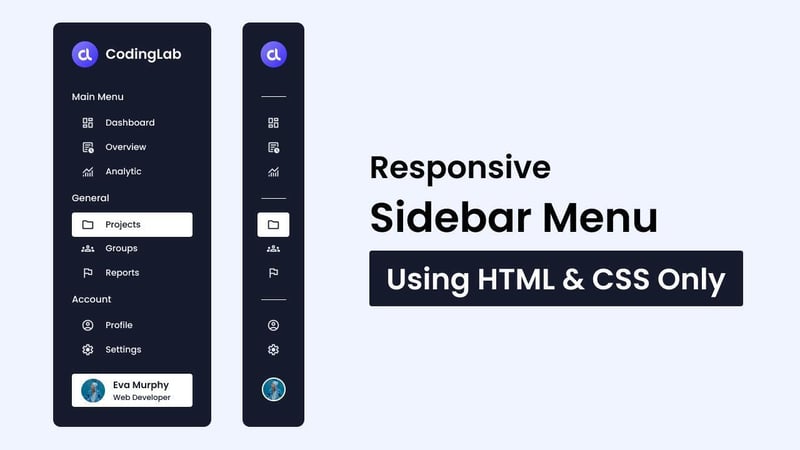 CodingLab
Main Menu
Dashboard
Overview
Analytic
General
Projects
Groups
Reports
Account
Profile
Settings
Eva Murphy
Web Developer
Responsive
Sidebar Menu
Using HTML & CSS Only